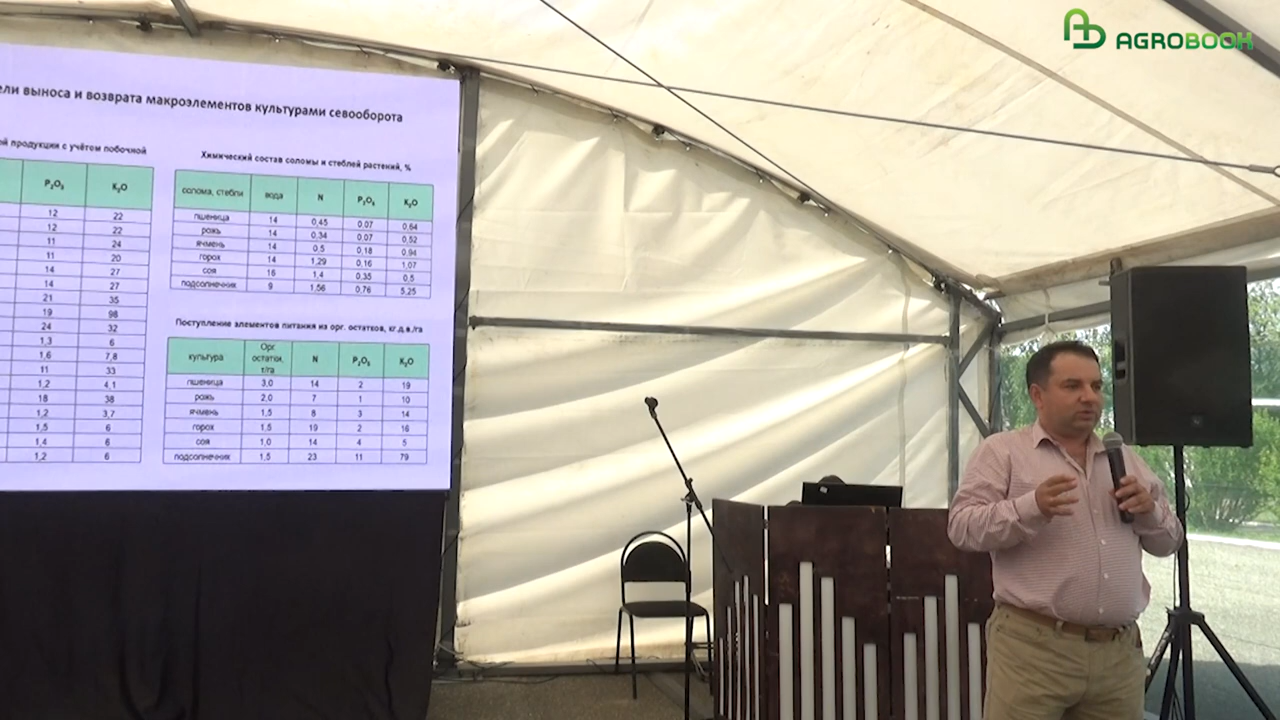 AGROBOOK
ели выноса и возврата макроэлементов культурами севооборота
ой продукции с учётом побочной
P₂O₅ K₂O
12 22
12 22
11 24
11 20
14 27
14 27
21 35
19 98
24 32
1,3 6
1,6 7,8
11 33
1,2 4,1
18 38
1,2 3,7
1,5 6
1,4 6
1,2 6
Химический состав соломы и стеблей растений, %
солома, стебли вода N P₂O₅ K₂O
пшеница 14 0,45 0,07 0,64
рожь 14 0,34 0,07 0,52
ячмень 14 0,5 0,18 0,94
горох 14 1,29 0,16 1,07
соя 16 1,4 0,35 0,5
подсолнечник 9 1,56 0,76 5,25
Поступление элементов питания из орг. остатков, кг.д.в./га
культура Орг. остатки, т/га N P₂O₅ K₂O
пшеница 3,0 14 2 19
рожь 2,0 7 1 10
ячмень 1,5 8 3 14
горох 1,5 19 2 16
соя 1,0 14 4 5
подсолнечник 1,5 23 11 79